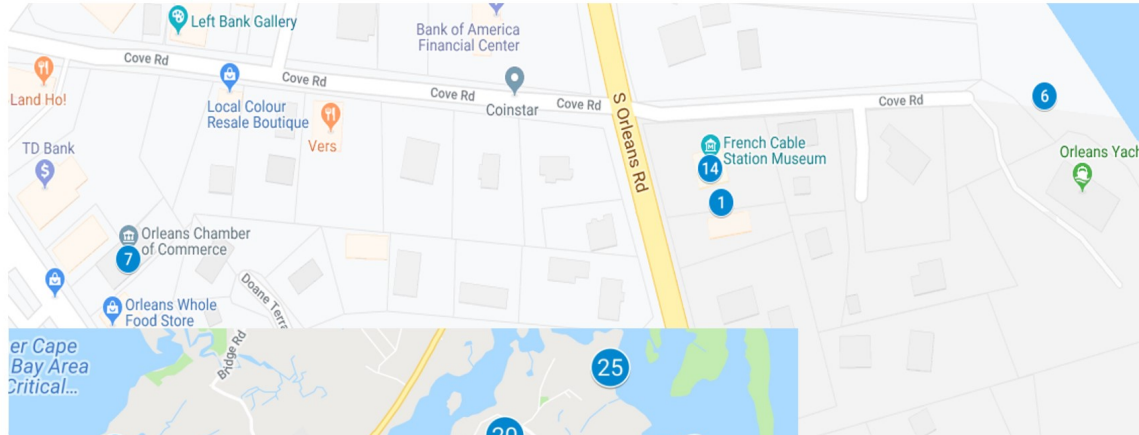 Left Bank Gallery
Bank of America
Financial Center
Cove Rd
Cove Rd
Cove Rd
Cove Rd
Cove Rd
Land Ho!
Local Colour
Resale Boutique
Vers
Coinstar
S Orleans Rd
6
French Cable
Station Museum
14
1
Orleans Yach
TD Bank
$
Orleans Chamber
of Commerce
7
Doane Terra
Orleans Whole
Food Store
er Cape
Bay Area
Critical...
Bridge Rd
25